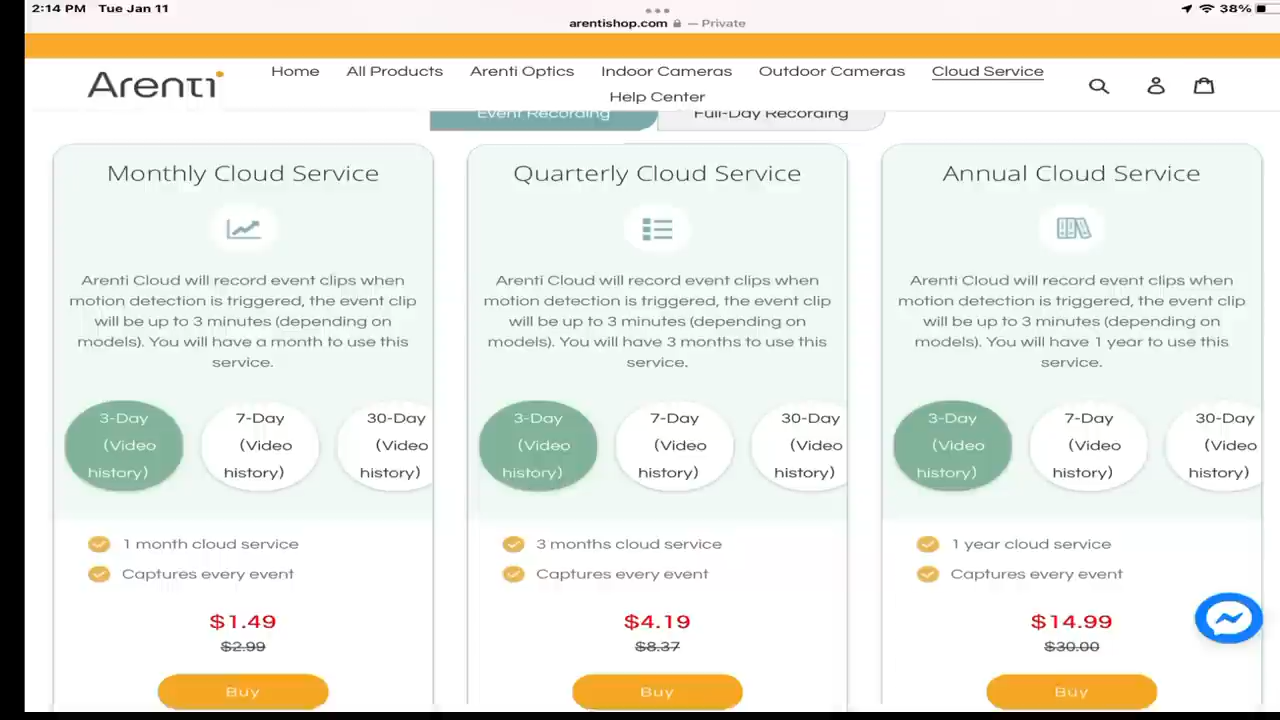 2:14 PM Tue Jan 11
38%
arentishop.com — Private
Arenti
Home All Products Arenti Optics Indoor Cameras Outdoor Cameras Cloud Service
Help Center
Event Recording Full-Day Recording
Monthly Cloud Service
Arenti Cloud will record event clips when
motion detection is triggered, the event clip
will be up to 3 minutes (depending on
models). You will have a month to use this
service.
3-Day
(Video
history)
7-Day
(Video
history)
30-Day
(Video
history)
1 month cloud service
Captures every event
$1.49
$2.99
Buy
Quarterly Cloud Service
Arenti Cloud will record event clips when
motion detection is triggered, the event clip
will be up to 3 minutes (depending on
models). You will have 3 months to use this
service.
3-Day
(Video
history)
7-Day
(Video
history)
30-Day
(Video
history)
3 months cloud service
Captures every event
$4.19
$8.37
Buy
Annual Cloud Service
Arenti Cloud will record event clips when
motion detection is triggered, the event clip
will be up to 3 minutes (depending on
models). You will have 1 year to use this
service.
3-Day
(Video
history)
7-Day
(Video
history)
30-Day
(Video
history)
1 year cloud service
Captures every event
$14.99
$30.00
Buy